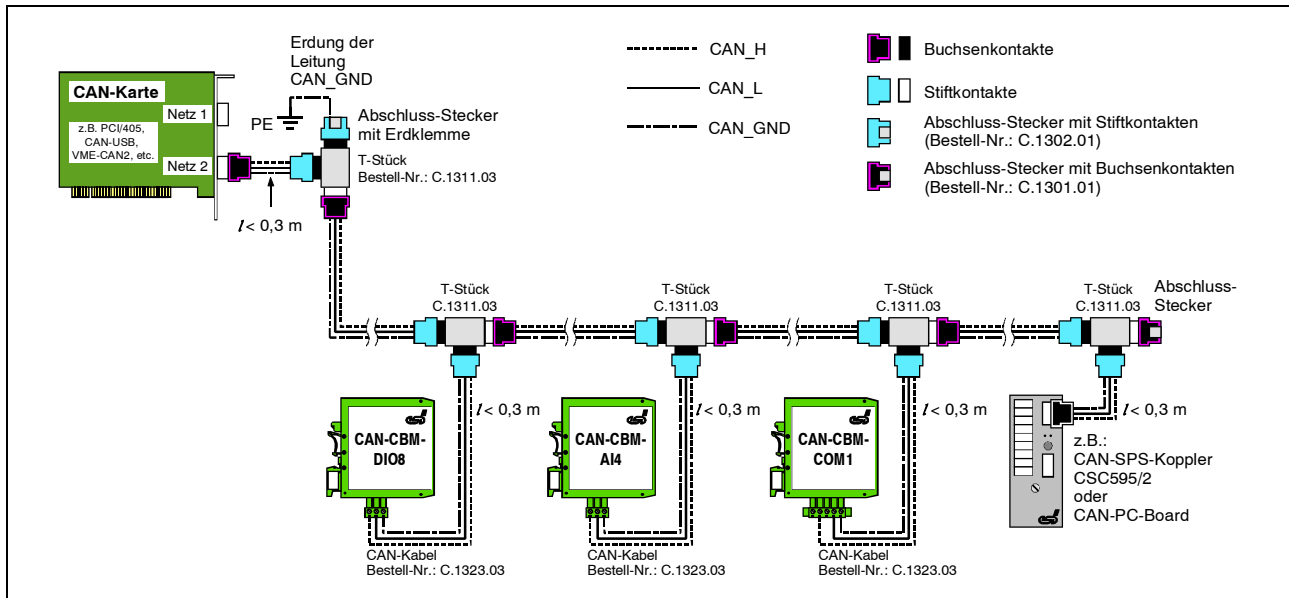 Erdung der
Leitung
CAN_GND
CAN_H
CAN_L
CAN_GND
Buchsenkontakte
Stiftkontakte
Abschluss-Stecker mit Stiftkontakten
(Bestell-Nr.: C.1302.01)
Abschluss-Stecker mit Buchsenkontakten
(Bestell-Nr.: C.1301.01)
CAN-Karte
Netz 1
z.B. PCI/405,
CAN-USB,
VME-CAN2, etc.
Netz 2
PE
Abschluss-Stecker
mit Erdklemme
T-Stück
Bestell-Nr.: C.1311.03
l < 0,3 m
T-Stück
C.1311.03
T-Stück
C.1311.03
T-Stück
C.1311.03
T-Stück
C.1311.03
Abschluss-
Stecker
l < 0,3 m
l < 0,3 m
l < 0,3 m
l < 0,3 m
esd
CAN-CBM-
DIO8
esd
CAN-CBM-
AI4
esd
CAN-CBM-
COM1
z.B.:
CAN-SPS-Koppler
CSC595/2
oder
CAN-PC-Board
esd
CAN-Kabel
Bestell-Nr.: C.1323.03
CAN-Kabel
Bestell-Nr.: C.1323.03
CAN-Kabel
Bestell-Nr.: C.1323.03